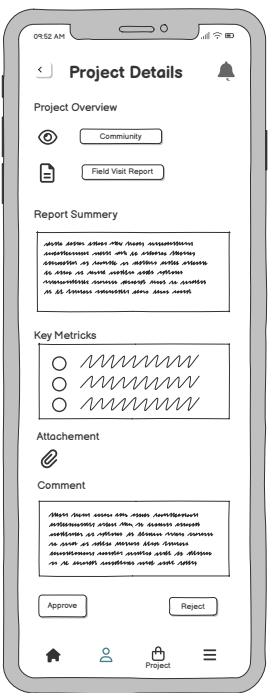 09:52 AM
Project Details
Project Overview
Commiunity
Field Visit Report
Report Summery
Key Metricks
Attachement
Comment
Approve
Reject
Project